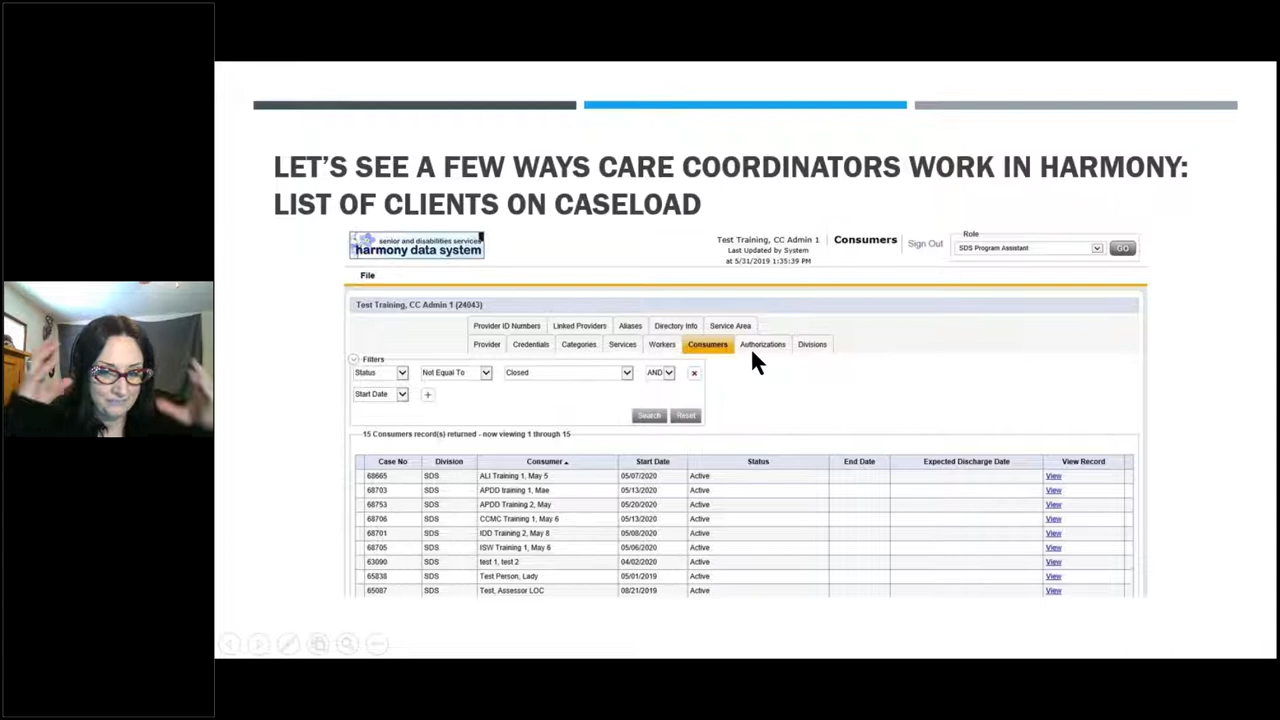 LET'S SEE A FEW WAYS CARE COORDINATORS WORK IN HARMONY:
LIST OF CLIENTS ON CASELOAD
senior and disabilities services
harmony data system
Test Training, CC Admin 1
Last Updated by System
at 5/31/2019 1:35:39 PM
Consumers
Sign Out
Role
SDS Program Assistant
GO
File
Test Training, CC Admin 1 (24043)
Provider ID Numbers Linked Providers Aliases Directory Info Service Area
Provider Credentials Categories Services Workers Consumers Authorizations Divisions
Filters
Status Not Equal To Closed AND x
Start Date +
Search Reset
15 Consumers record(s) returned - now viewing 1 through 15
Case No Division Consumer Start Date Status End Date Expected Discharge Date View Record
68665 SDS ALI Training 1, May 5 05/07/2020 Active View
68703 SDS APDD training 1, Mae 05/13/2020 Active View
68753 SDS APDD Training 2, May 05/20/2020 Active View
68706 SDS CCMC Training 1, May 6 05/13/2020 Active View
68701 SDS IDD Training 2, May 8 05/08/2020 Active View
68705 SDS ISW Training 1, May 6 05/06/2020 Active View
63090 SDS test 1, test 2 04/02/2020 Active View
65838 SDS Test Person, Lady 05/01/2019 Active View
65087 SDS Test, Assessor LOC 08/21/2019 Active View